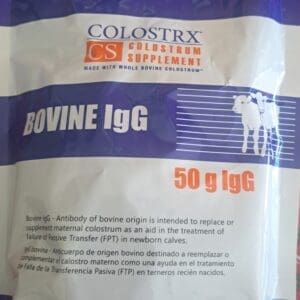 COLOSTRX®
CS COLOSTRUM
SUPPLEMENT
MADE WITH WHOLE BOVINE COLOSTRUM™
BOVINE IgG
50 g IgG
Bovine IgG - Antibody of bovine origin is intended to replace or
supplement maternal colostrum as an aid in the treatment of
Failure of Passive Transfer (FPT) in newborn calves.
IgG bovina - Anticuerpo de origen bovino destinado a reemplazar o
complementar el calostro materno como una ayuda en el tratamiento
de Falla de la Transferencia Pasiva (FTP) en terneros recién nacidos.